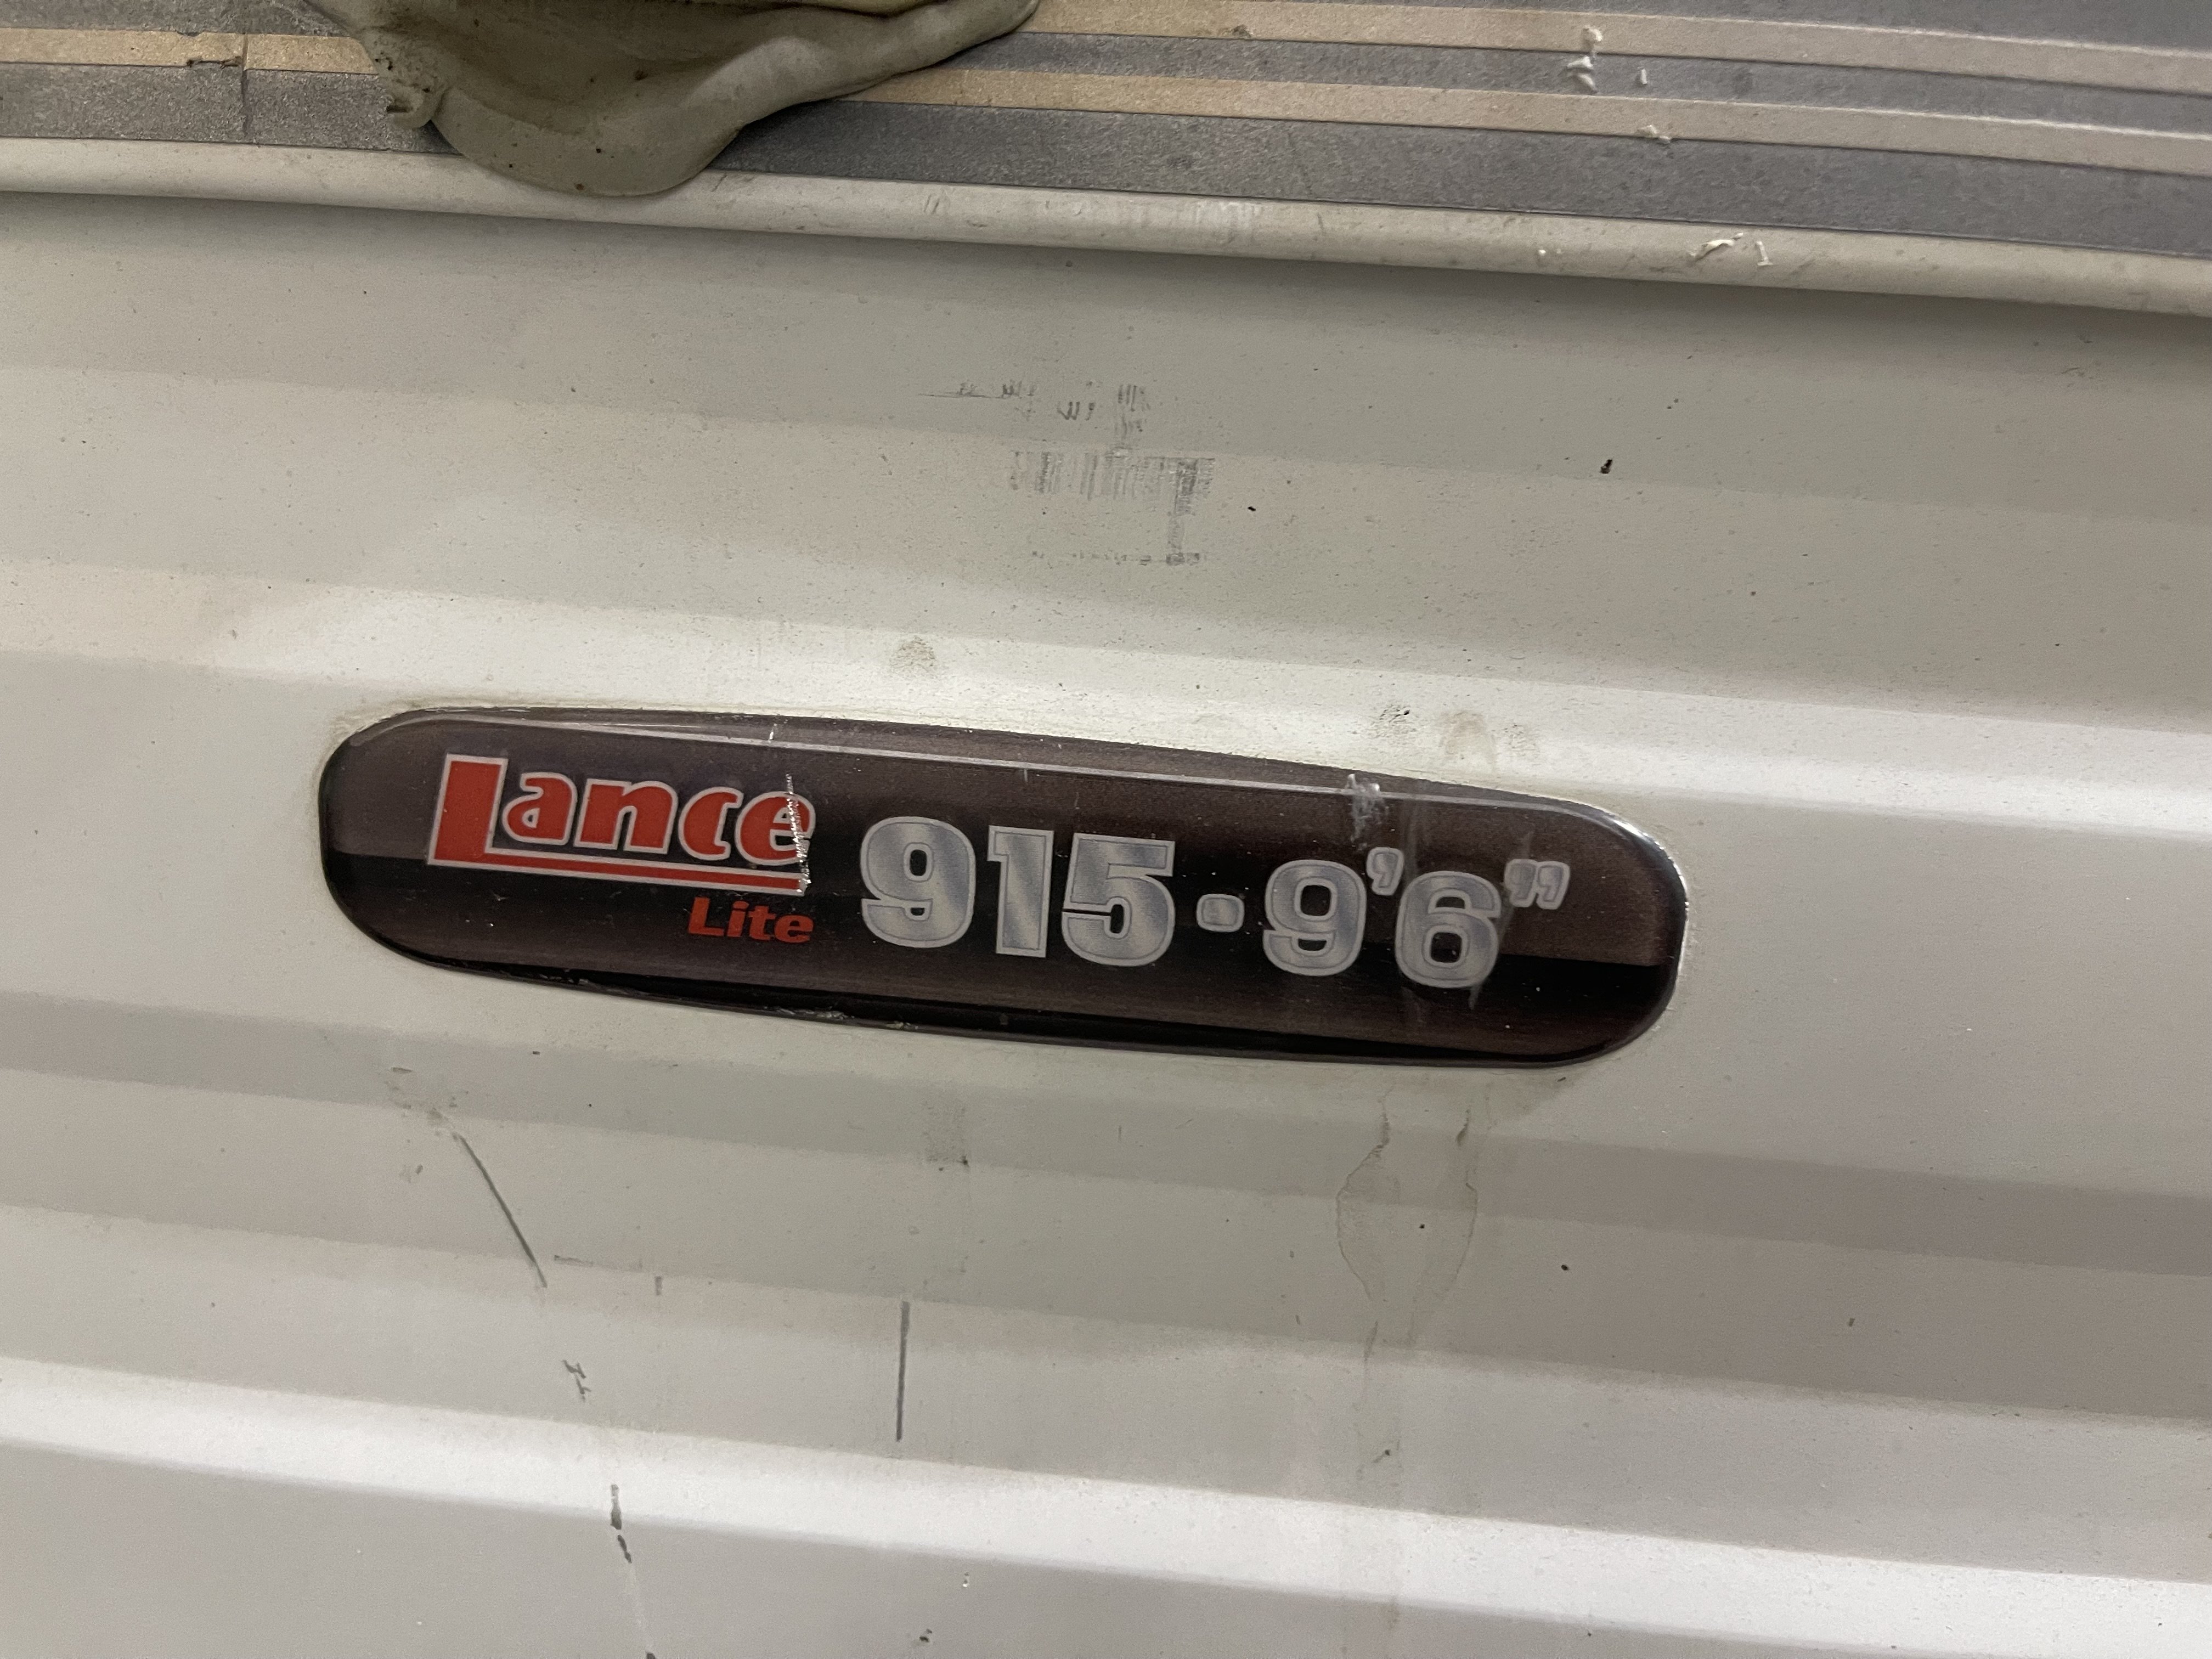 Lance 915 • 9’6”
Lite